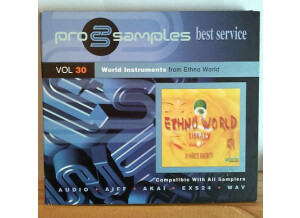 pro samples best service
VOL 30 World Instruments from Ethno World
ETHNO WORLD
LIBRARY
Compatible With All Samplers
AUDIO • AIFF • AKAI • EXS24 • WAV